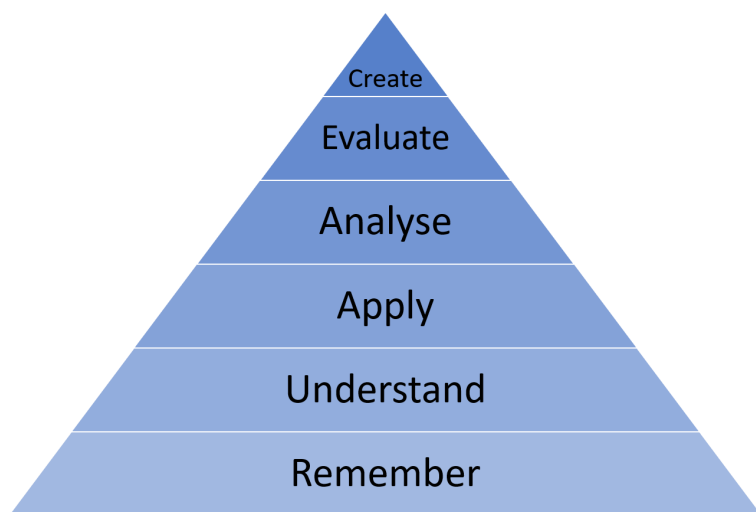 Create
Evaluate
Analyse
Apply
Understand
Remember